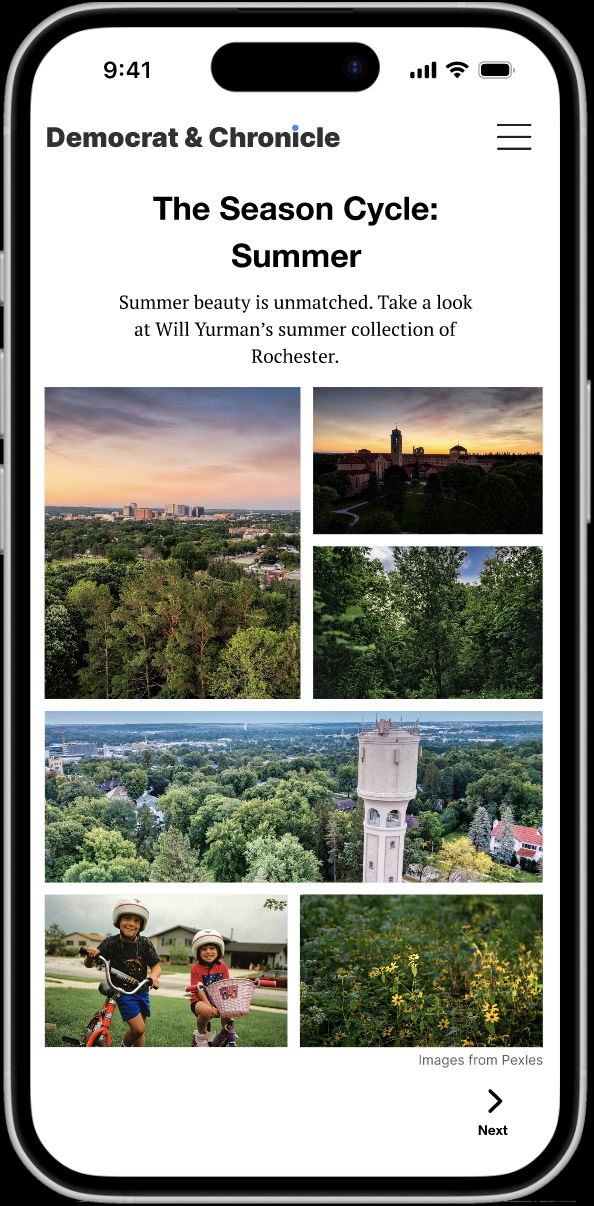 9:41
Democrat & Chronicle
The Season Cycle:
Summer
Summer beauty is unmatched. Take a look
at Will Yurman’s summer collection of
Rochester.
Images from Pexles
Next